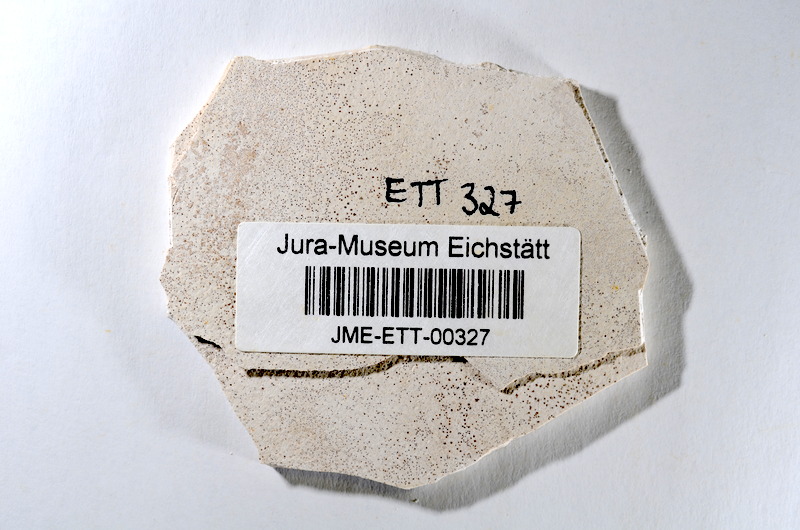 ETT 327
Jura-Museum Eichstätt
JME-ETT-00327